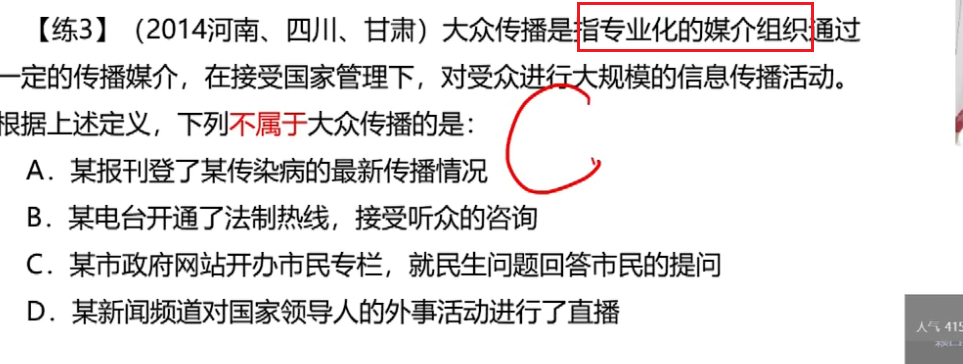 【练3】（2014河南、四川、甘肃）大众传播是指专业化的媒介组织通过
一定的传播媒介，在接受国家管理下，对受众进行大规模的信息传播活动。
根据上述定义，下列不属于大众传播的是：
A．某报刊登了某传染病的最新传播情况
B．某电台开通了法制热线，接受听众的咨询
C．某市政府网站开办市民专栏，就民生问题回答市民的提问
D．某新闻频道对国家领导人的外事活动进行了直播
C
人气 415